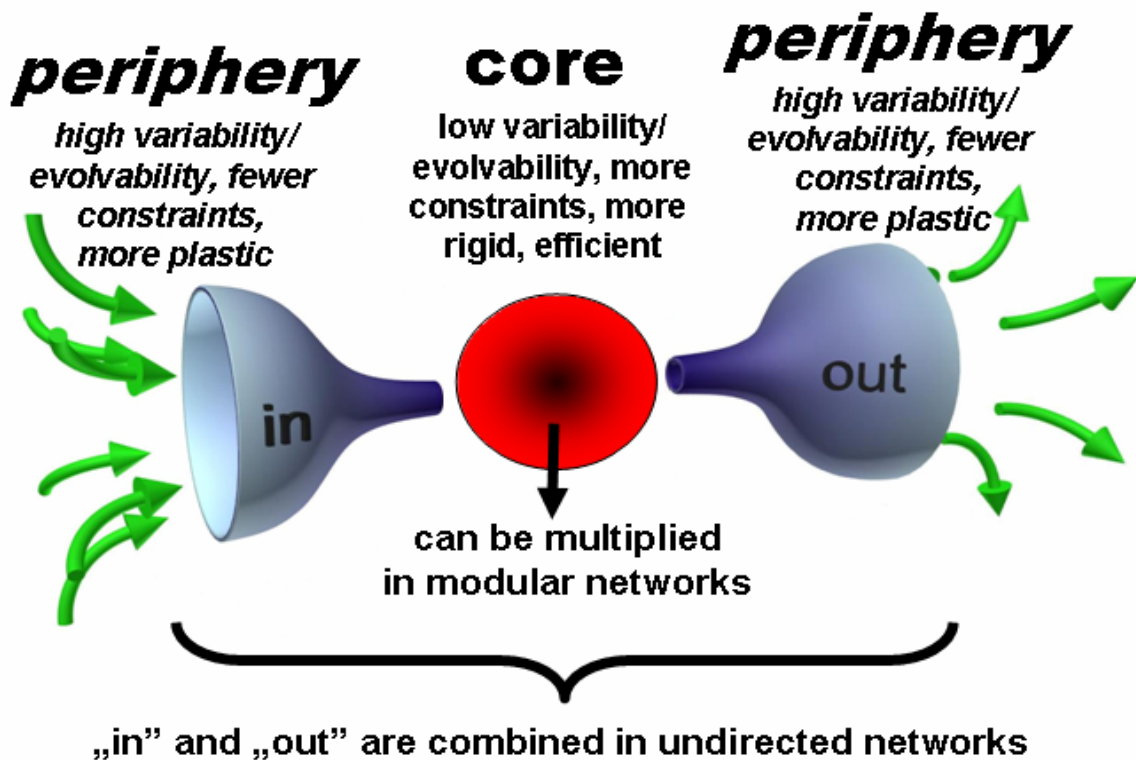 periphery
high variability/
evolvability, fewer
constraints,
more plastic
core
low variability/
evolvability, more
constraints, more
rigid, efficient
periphery
high variability/
evolvability, fewer
constraints,
more plastic
in
out
can be multiplied
in modular networks
„in” and „out” are combined in undirected networks